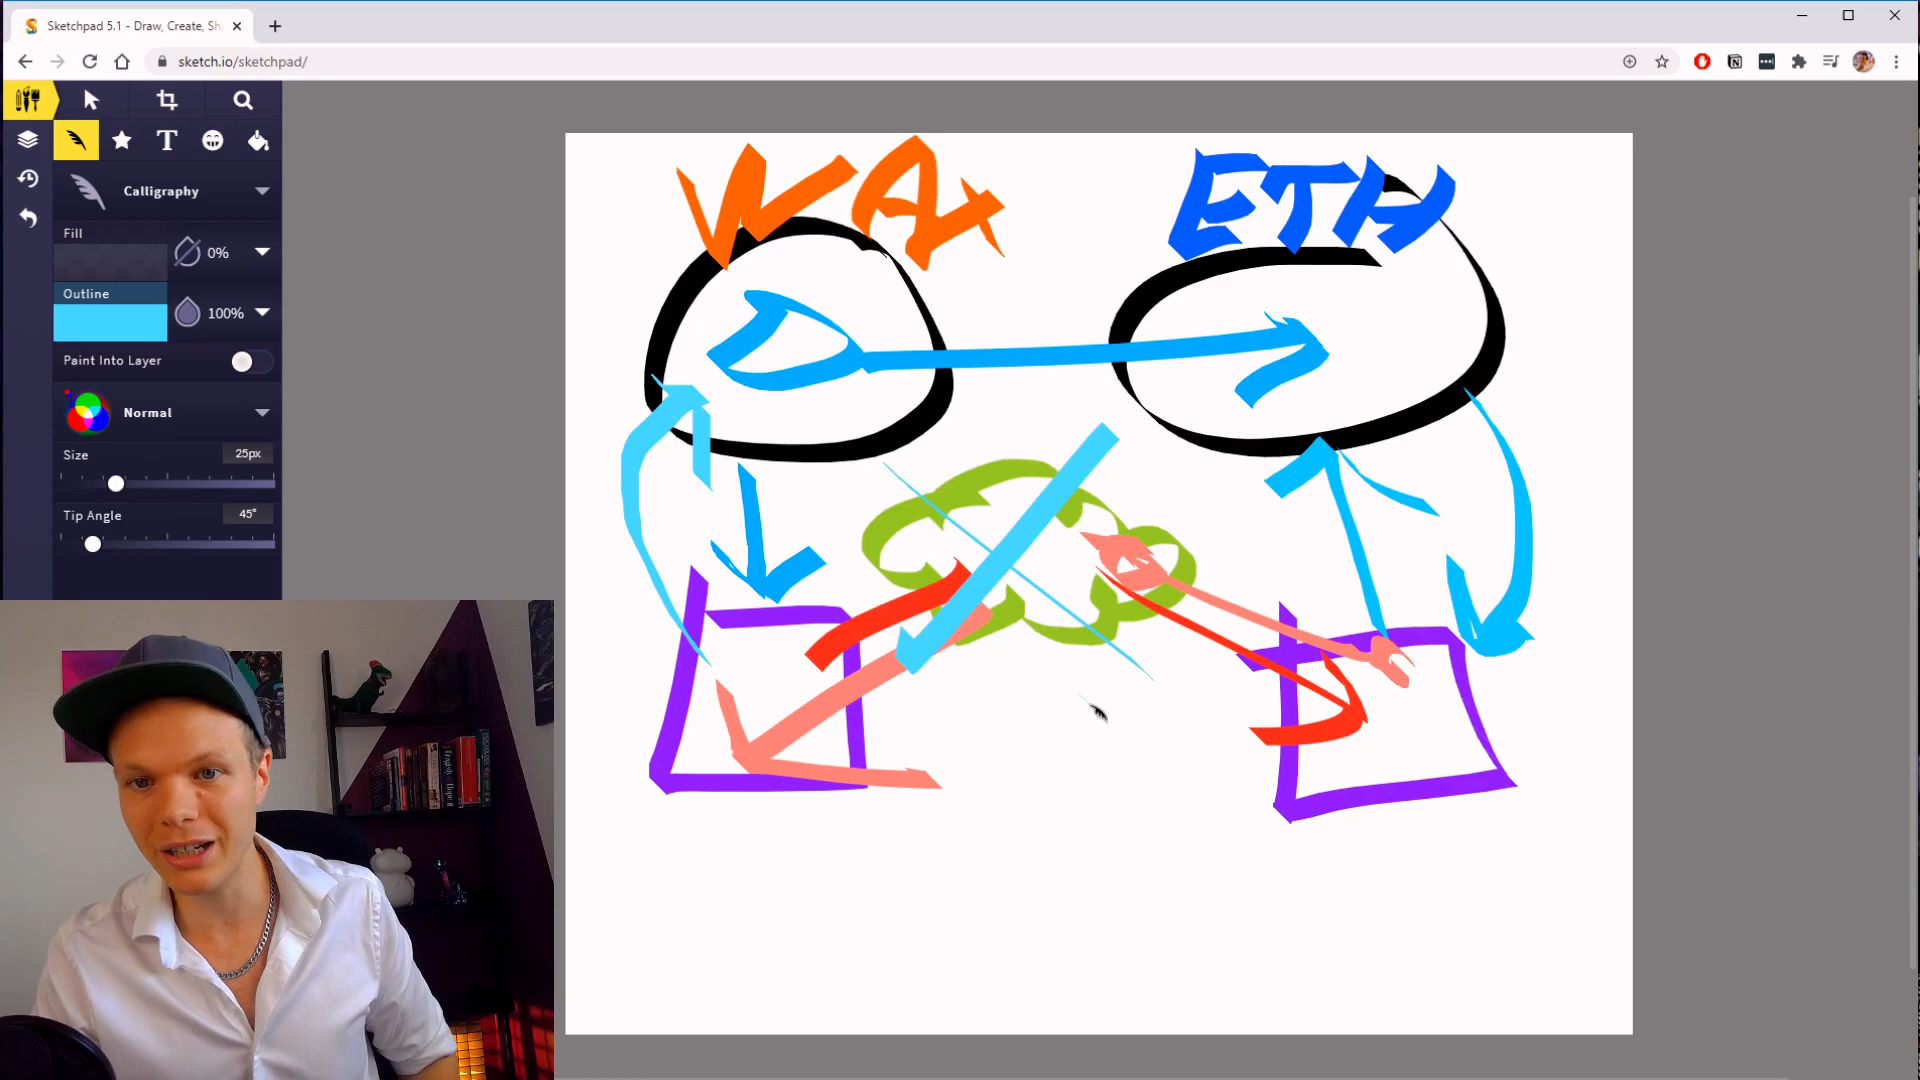 Sketchpad 5.1 - Draw, Create, Sh
sketch.io/sketchpad/
T
Calligraphy
Fill
0%
Outline
100%
Paint Into Layer
Normal
Size
25px
Tip Angle
45°
WAX
ETH